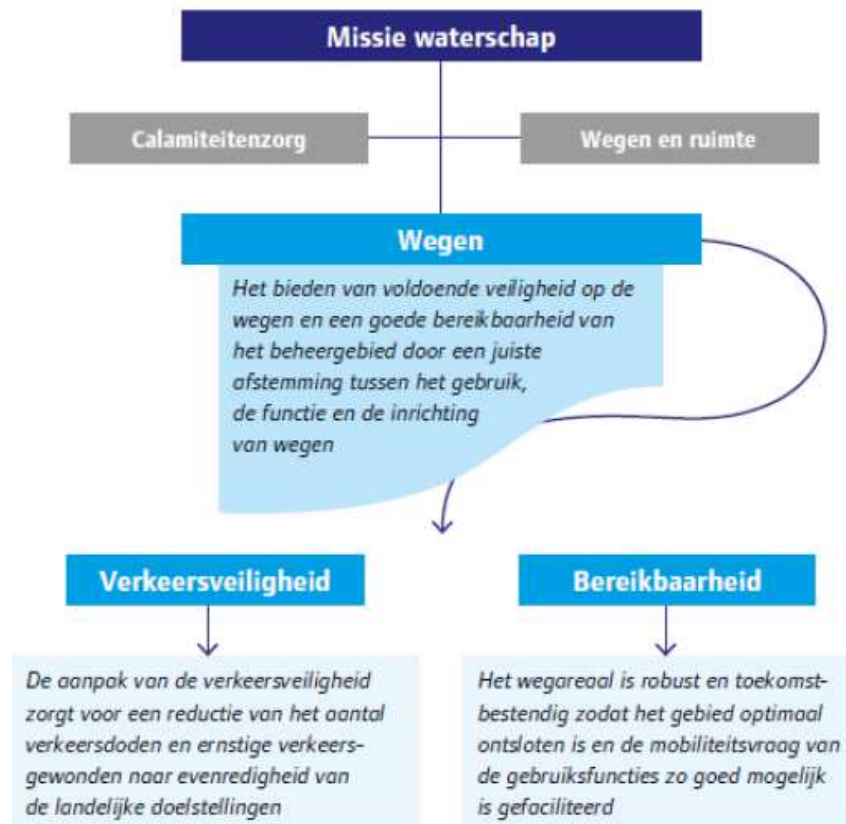 Missie waterschap
Calamiteitenzorg
Wegen en ruimte
Wegen
Het bieden van voldoende veiligheid op de
wegen en een goede bereikbaarheid van
het beheergebied door een juiste
afstemming tussen het gebruik,
de functie en de inrichting
van wegen
Verkeersveiligheid
De aanpak van de verkeersveiligheid
zorgt voor een reductie van het aantal
verkeersdoden en ernstige verkeers-
gewonden naar evenredigheid van
de landelijke doelstellingen
Bereikbaarheid
Het wegareaal is robust en toekomst-
bestendig zodat het gebied optimaal
ontsloten is en de mobiliteitsvraag van
de gebruiksfuncties zo goed mogelijk
is gefaciliteerd